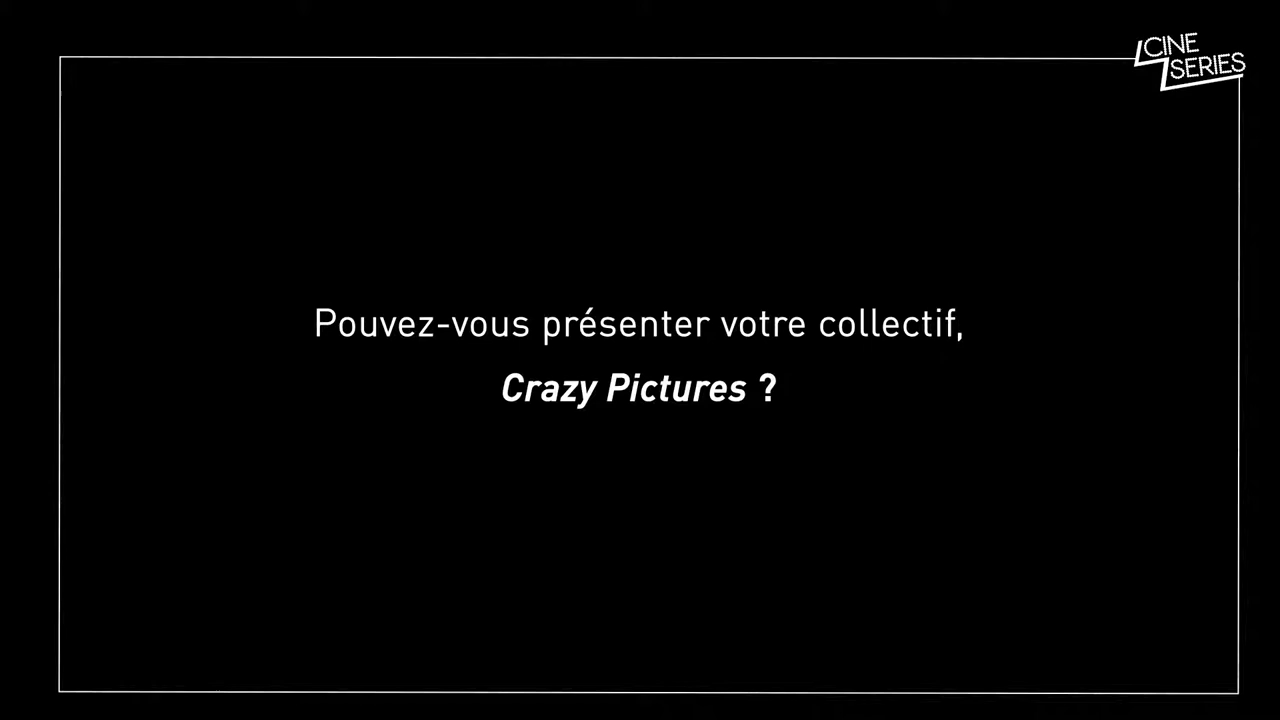 CINE
SERIES
Pouvez-vous présenter votre collectif,
Crazy Pictures ?